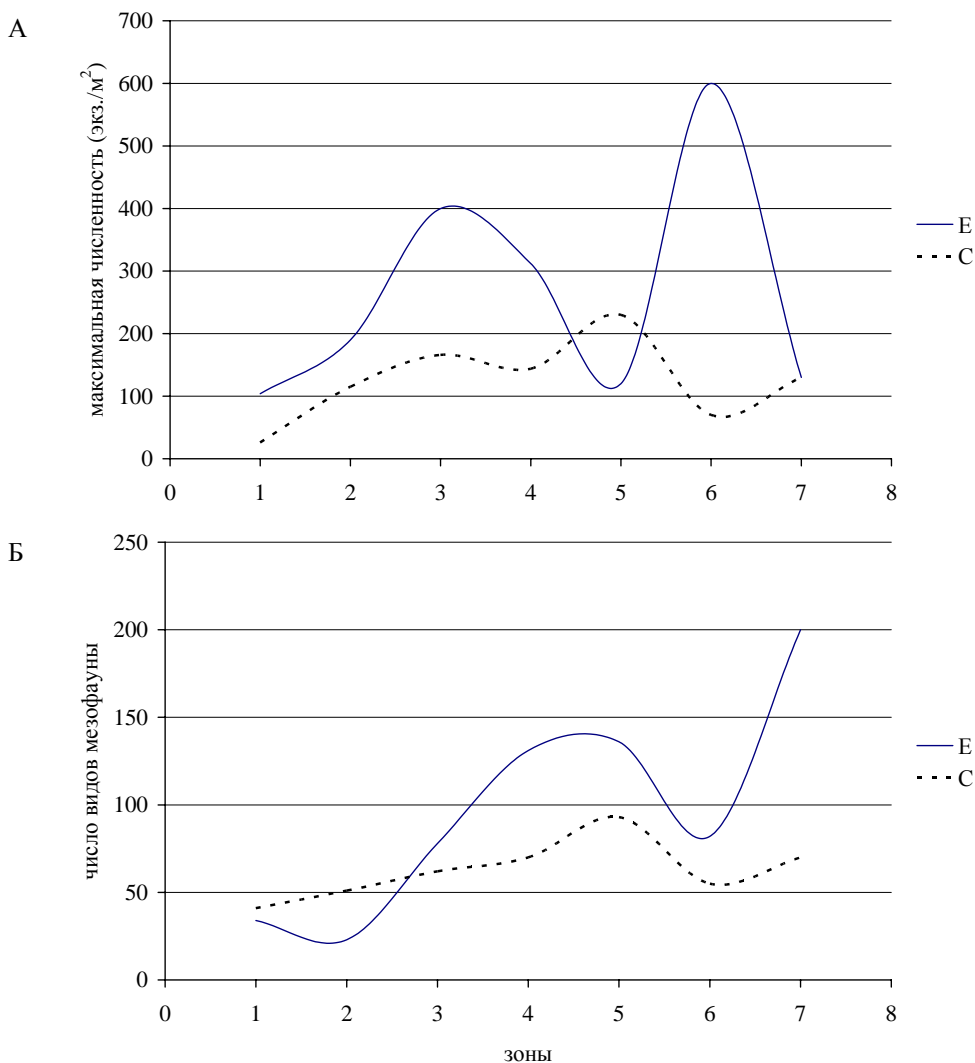 А
максимальная численность (экз./м²)
700
600
500
400
300
200
100
0
0 1 2 3 4 5 6 7 8
E
C
Б
число видов мезофауны
250
200
150
100
50
0
0 1 2 3 4 5 6 7 8
E
C
зоны